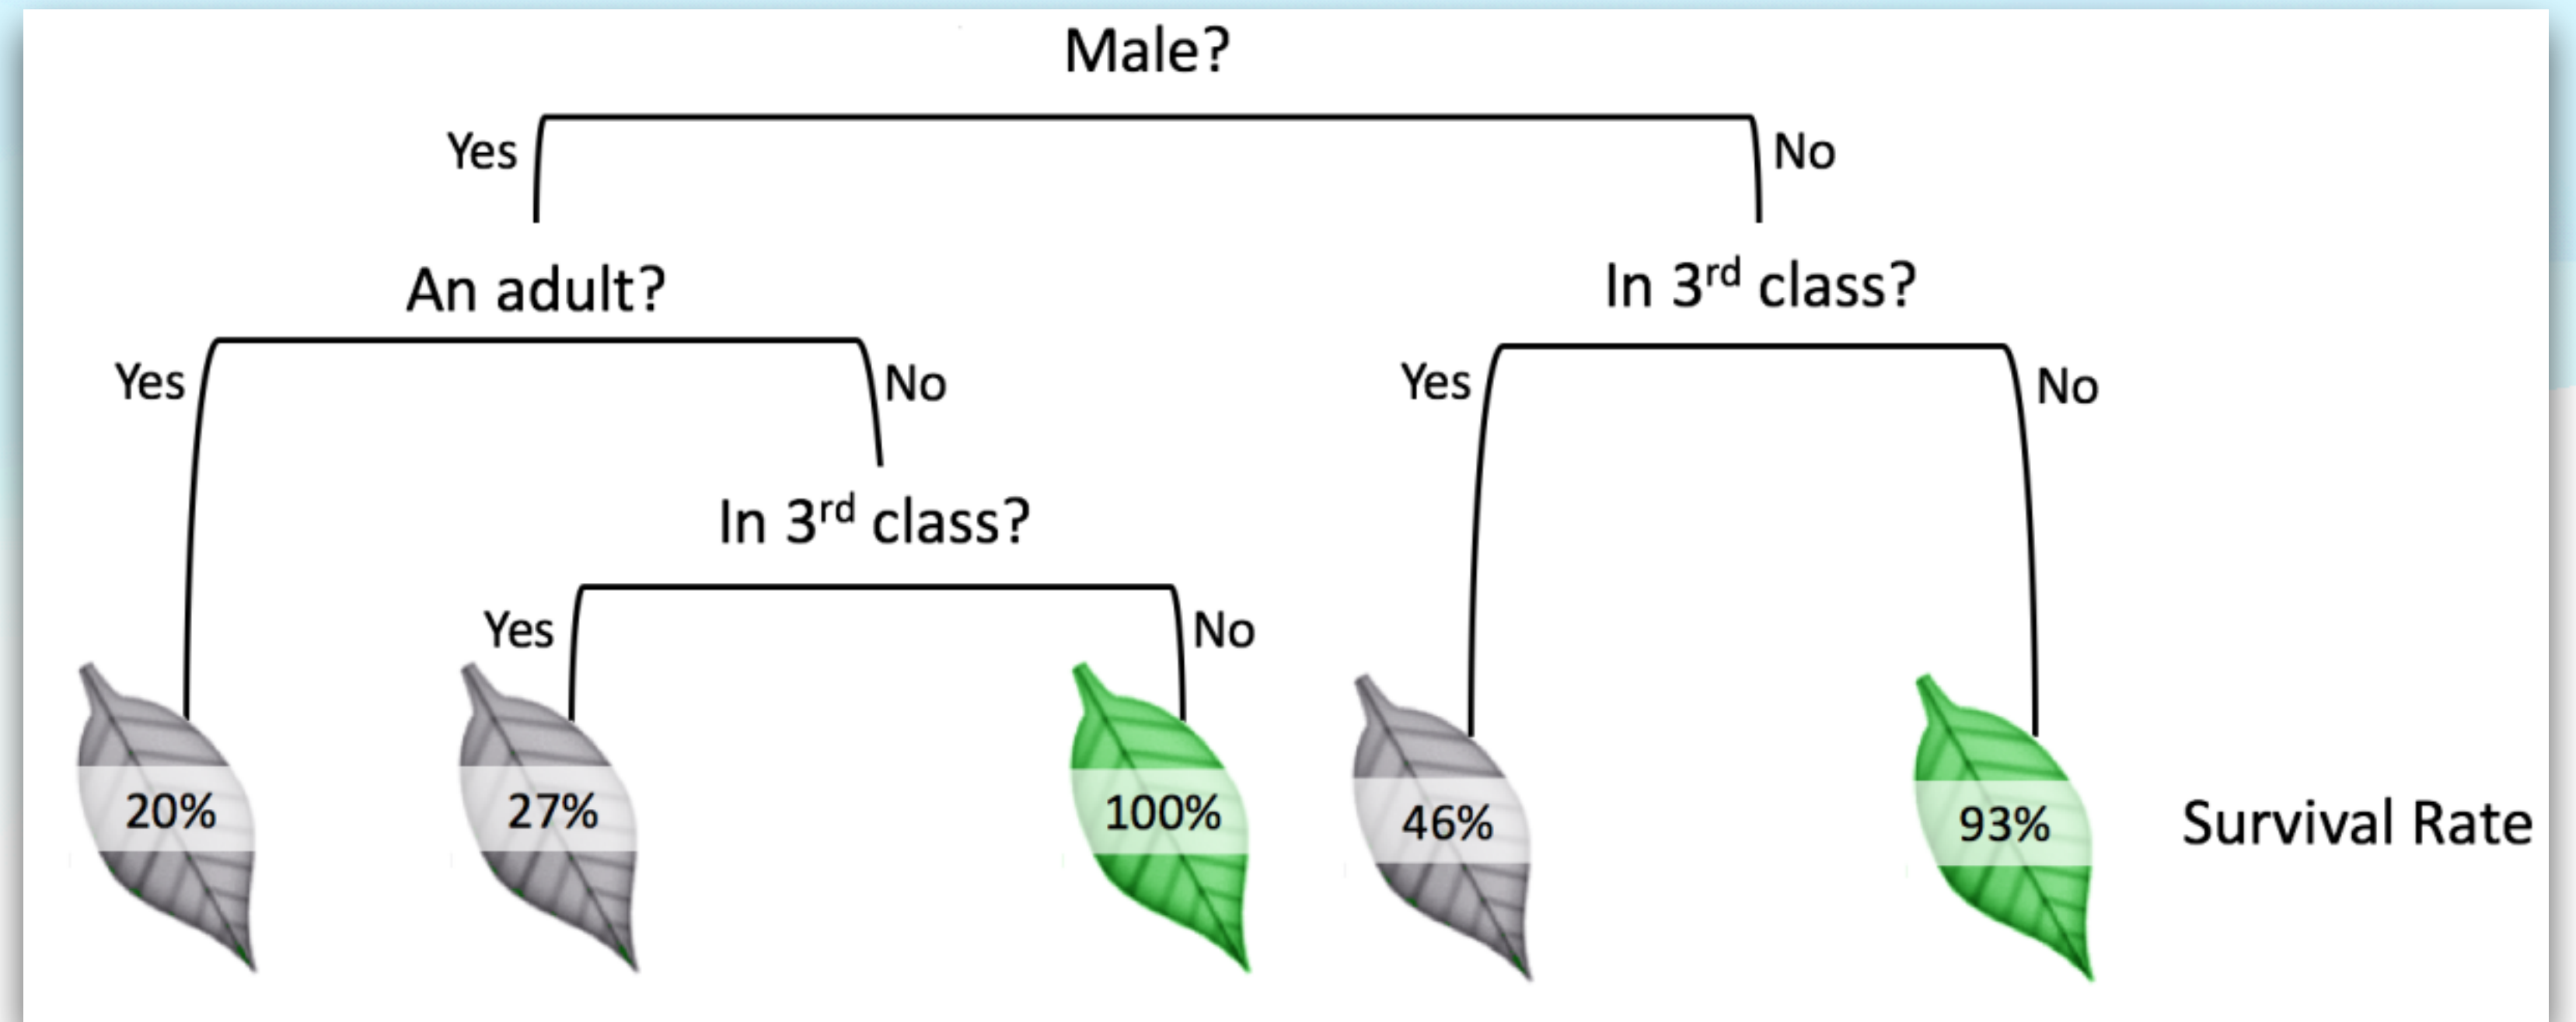 Male?
Yes
No
An adult?
In 3rd class?
Yes
No
Yes
No
In 3rd class?
Yes
No
20%
27%
100%
46%
93%
Survival Rate